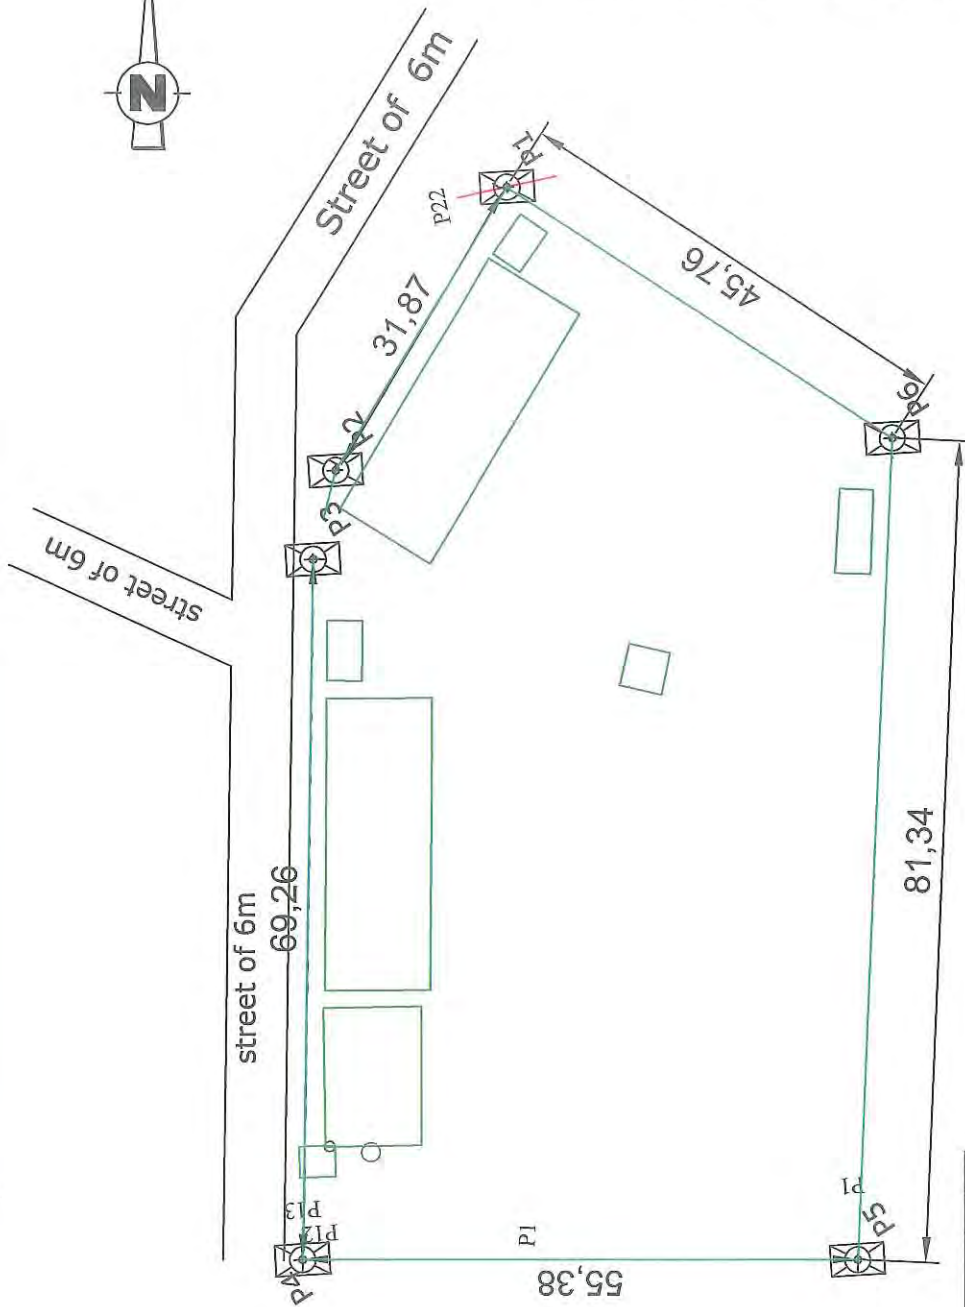 N
Street of 6m
P22
P1
31,87
45,76
P2
P6
P3
street of 6m
street of 6m
69,26
81,34
P13
P12
P4
P1
55,38
P1
P5